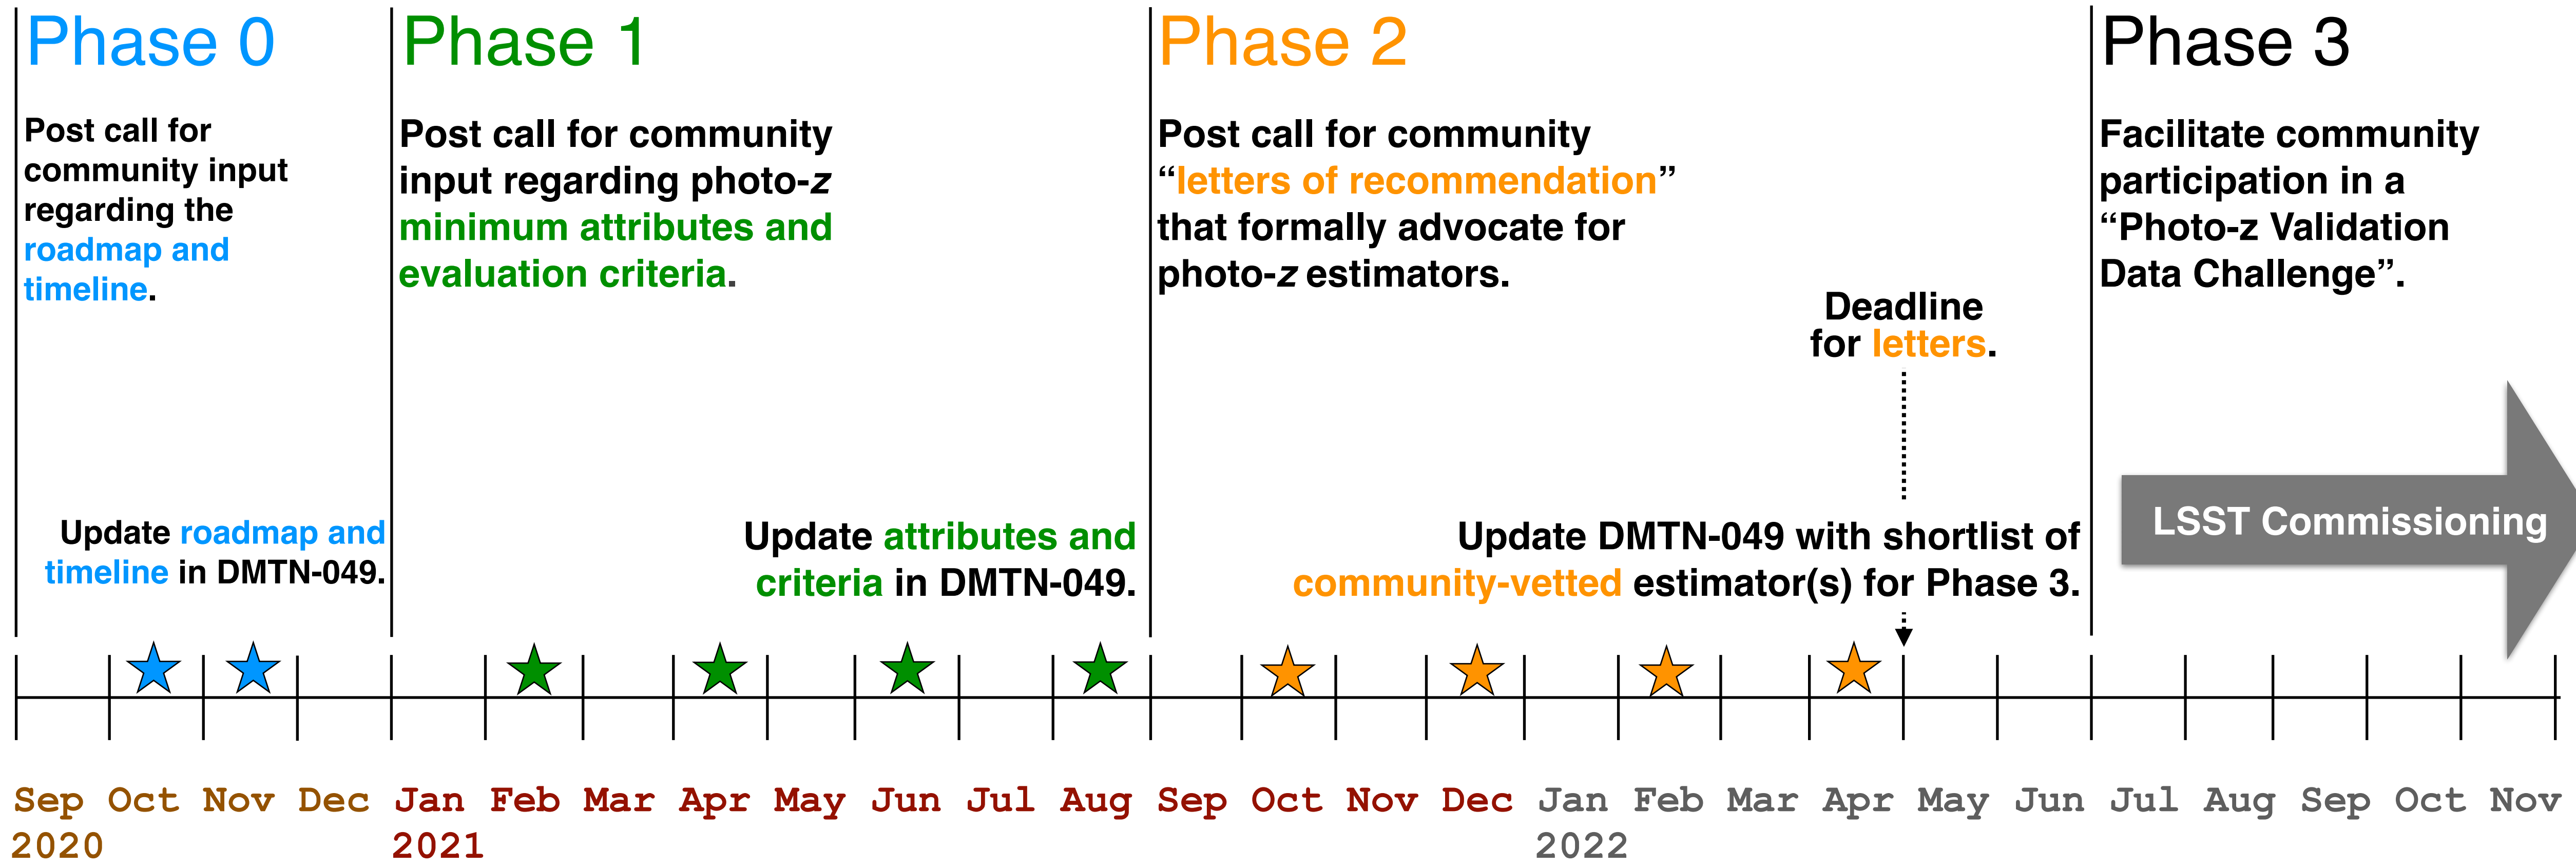 Phase 0
Post call for
community input
regarding the
roadmap and
timeline.
Update roadmap and
timeline in DMTN-049.
Phase 1
Post call for community
input regarding photo-z
minimum attributes and
evaluation criteria.
Update attributes and
criteria in DMTN-049.
Phase 2
Post call for community
“letters of recommendation”
that formally advocate for
photo-z estimators.
Deadline
for letters.
Update DMTN-049 with shortlist of
community-vetted estimator(s) for Phase 3.
Phase 3
Facilitate community
participation in a
“Photo-z Validation
Data Challenge”.
LSST Commissioning
Sep Oct Nov Dec Jan Feb Mar Apr May Jun Jul Aug Sep Oct Nov Dec Jan Feb Mar Apr May Jun Jul Aug Sep Oct Nov
2020 2021 2022